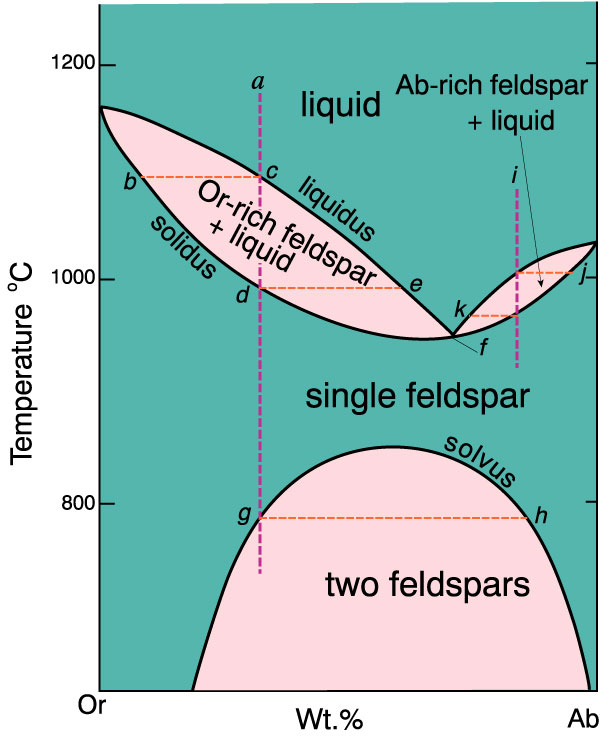 1200
a
liquid
Ab-rich feldspar
+ liquid
b
c
liquidus
i
Or-rich feldspar
+ liquid
solidus
1000
d
e
j
k
f
Temperature °C
single feldspar
solvus
800
g
h
two feldspars
Or
Wt.%
Ab